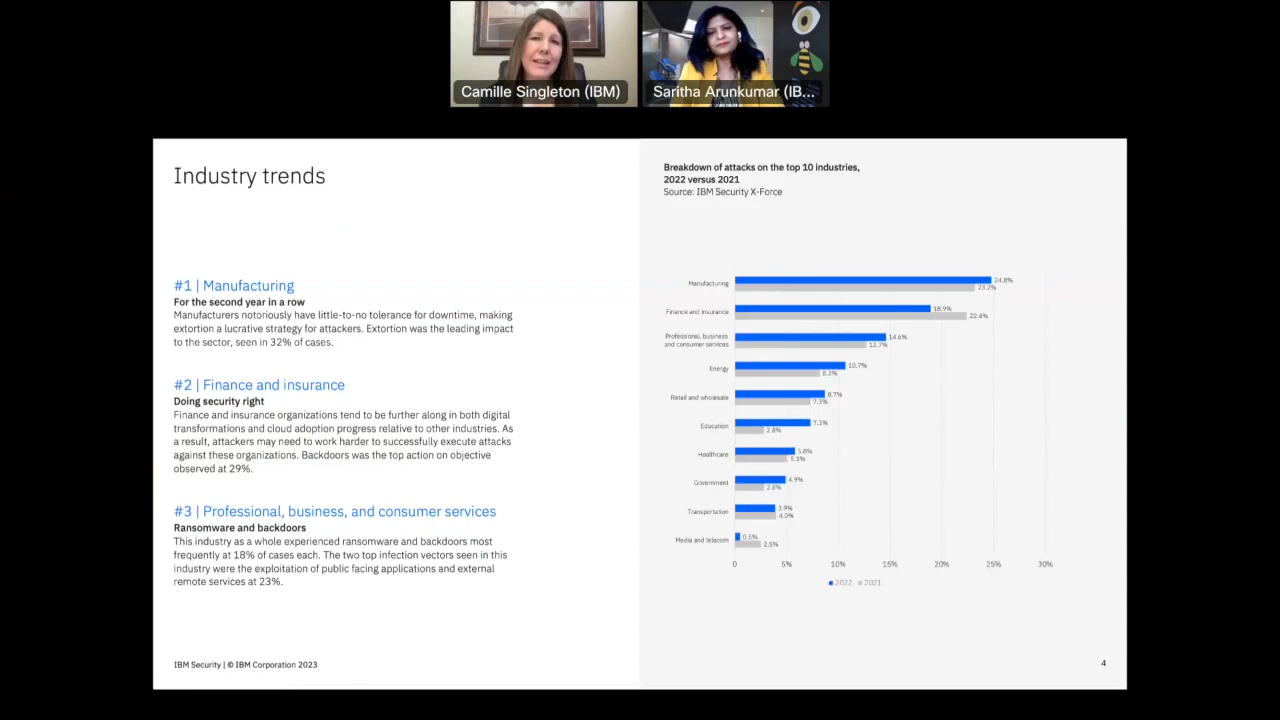 Camille Singleton (IBM)
Saritha Arunkumar (IB...
Industry trends
#1 | Manufacturing
For the second year in a row
Manufacturers notoriously have little-to-no tolerance for downtime, making
extortion a lucrative strategy for attackers. Extortion was the leading impact
to the sector, seen in 32% of cases.
#2 | Finance and insurance
Doing security right
Finance and insurance organizations tend to be further along in both digital
transformations and cloud adoption progress relative to other industries. As
a result, attackers may need to work harder to successfully execute attacks
against these organizations. Backdoors was the top action on objective
observed at 29%.
#3 | Professional, business, and consumer services
Ransomware and backdoors
This industry as a whole experienced ransomware and backdoors most
frequently at 18% of cases each. The two top infection vectors seen in this
industry were the exploitation of public facing applications and external
remote services at 23%.
IBM Security | © IBM Corporation 2023
Breakdown of attacks on the top 10 industries,
2022 versus 2021
Source: IBM Security X-Force
Manufacturing
24.8%
23.2%
Finance and insurance
18.9%
22.4%
Professional, business
and consumer services
14.6%
12.7%
Energy
10.7%
8.2%
Retail and wholesale
8.7%
7.3%
Education
7.3%
2.8%
Healthcare
5.8%
5.1%
Government
4.9%
2.8%
Transportation
3.9%
4.0%
Media and telecom
0.5%
2.5%
0 5% 10% 15% 20% 25% 30%
2022 2021
4